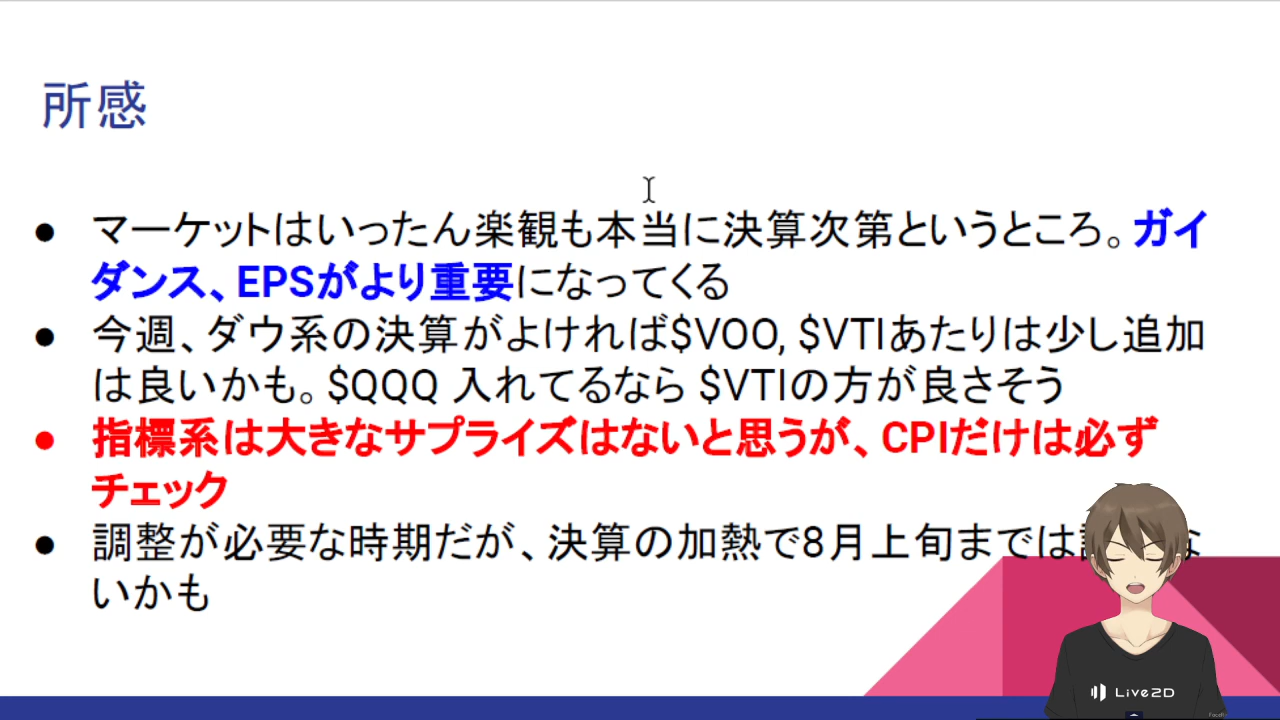 所感
マーケットはいったん楽観も本当に決算次第というところ。ガイ
ダンス、EPSがより重要になってくる
今週、ダウ系の決算がよければ$VOO, $VTIあたりは少し追加
は良いかも。$QQQ 入れてるなら $VTIの方が良さそう
指標系は大きなサプライズはないと思うが、CPIだけは必ず
チェック
調整が必要な時期だが、決算の加熱で8月上旬までは
いかも
Live2D